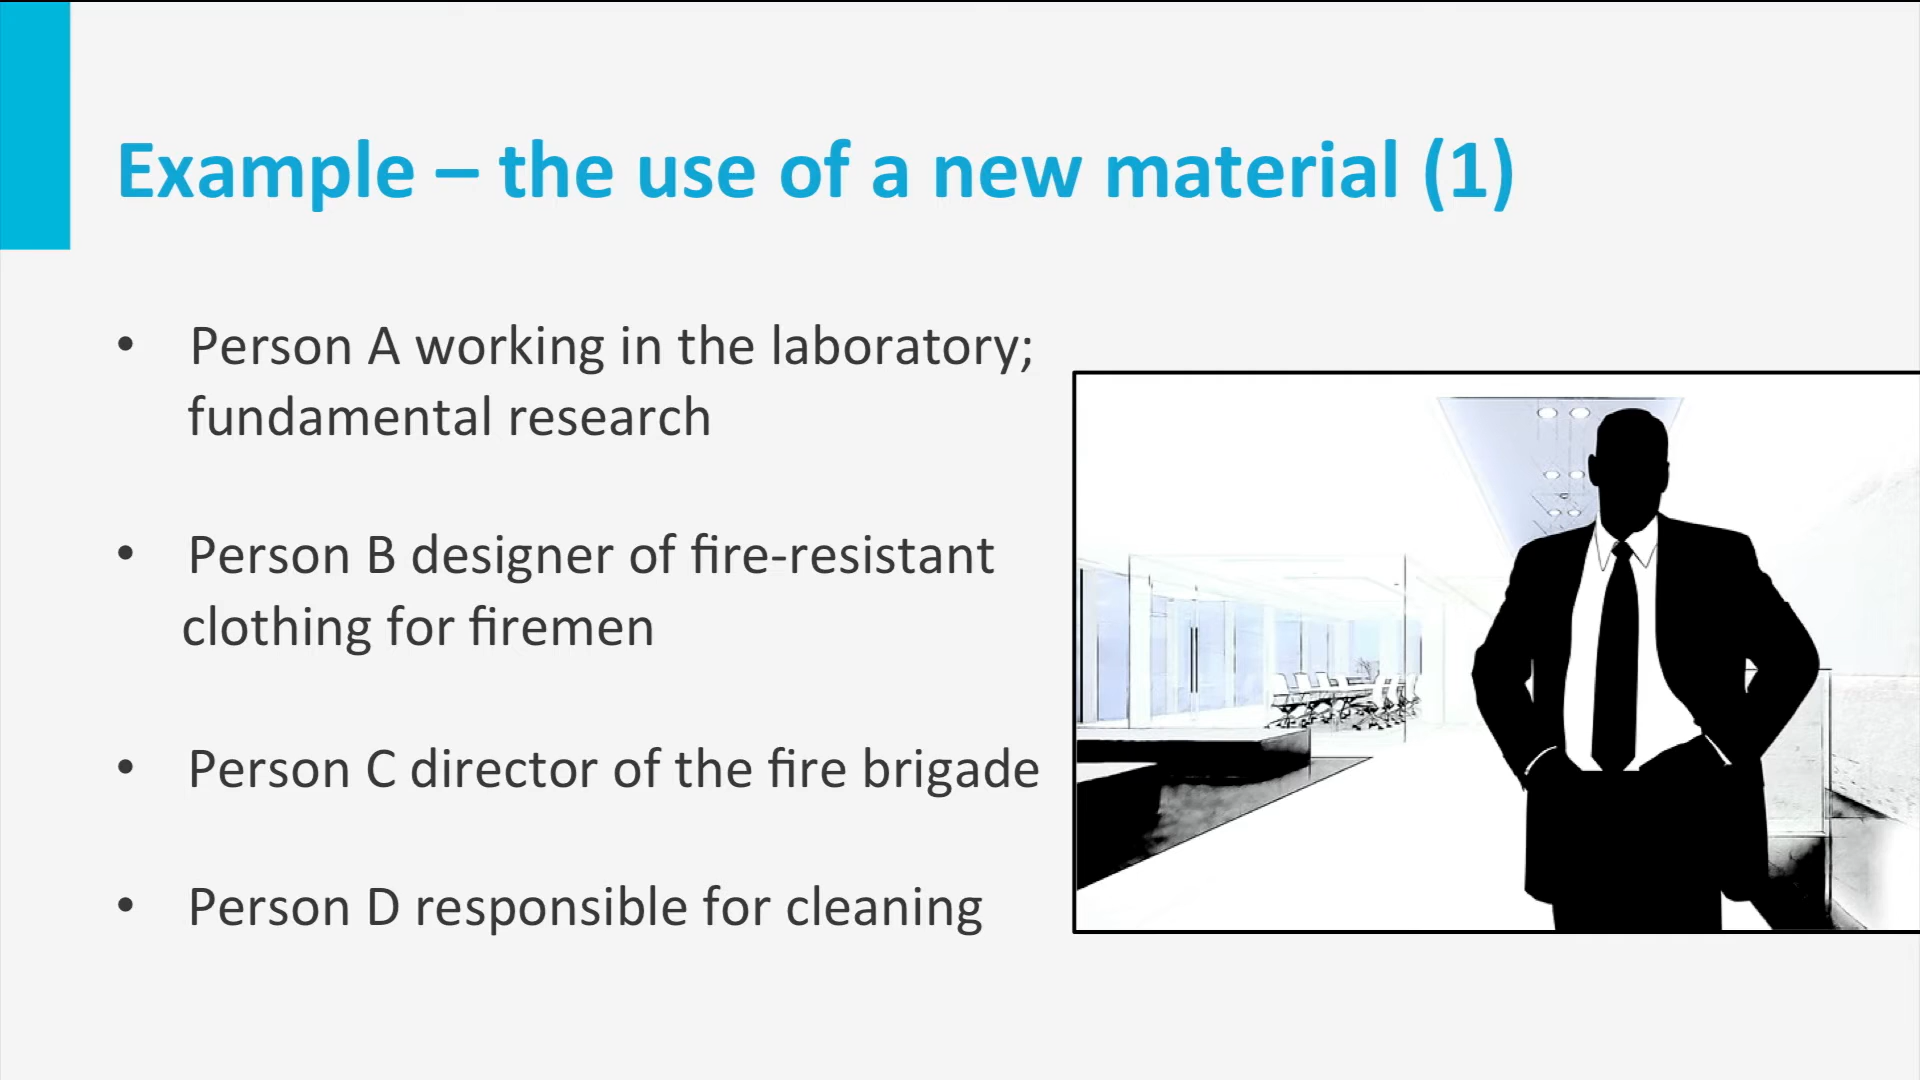 Example – the use of a new material (1)
• Person A working in the laboratory;
fundamental research
• Person B designer of fire-resistant
clothing for firemen
• Person C director of the fire brigade
• Person D responsible for cleaning